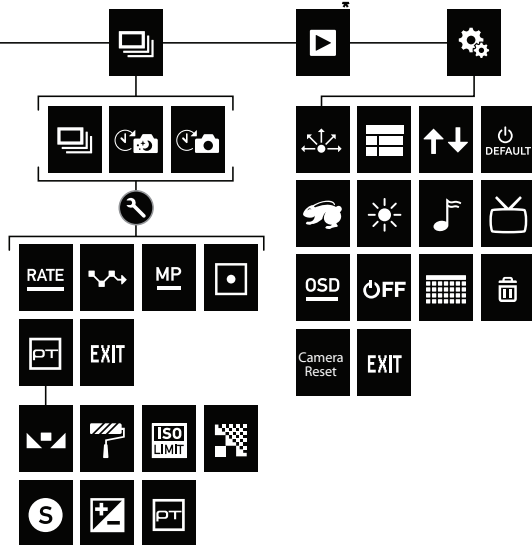 DEFAULT
RATE
MP
OSD
OFF
PT
EXIT
Camera
Reset
EXIT
ISO
LIMIT
S
PT